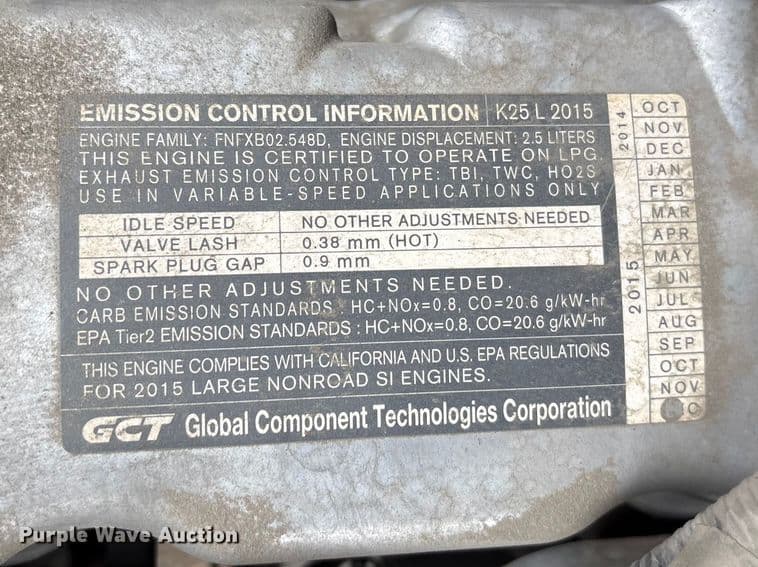 EMISSION CONTROL INFORMATION K25 L 2015
ENGINE FAMILY: FNFXB02.548D, ENGINE DISPLACEMENT: 2.5 LITERS
THIS ENGINE IS CERTIFIED TO OPERATE ON LPG.
EXHAUST EMISSION CONTROL TYPE: TBI, TWC, HO2S
USE IN VARIABLE-SPEED APPLICATIONS ONLY
IDLE SPEED NO OTHER ADJUSTMENTS NEEDED
VALVE LASH 0.38 mm (HOT)
SPARK PLUG GAP 0.9 mm
NO OTHER ADJUSTMENTS NEEDED.
CARB EMISSION STANDARDS : HC+NOx=0.8, CO=20.6 g/kW-hr
EPA Tier2 EMISSION STANDARDS : HC+NOx=0.8, CO=20.6 g/kW-hr
THIS ENGINE COMPLIES WITH CALIFORNIA AND U.S. EPA REGULATIONS
FOR 2015 LARGE NONROAD SI ENGINES.
GCT Global Component Technologies Corporation
2014
OCT
NOV
DEC
2015
JAN
FEB
MAR
APR
MAY
JUN
JUL
AUG
SEP
OCT
NOV
Purple Wave Auction